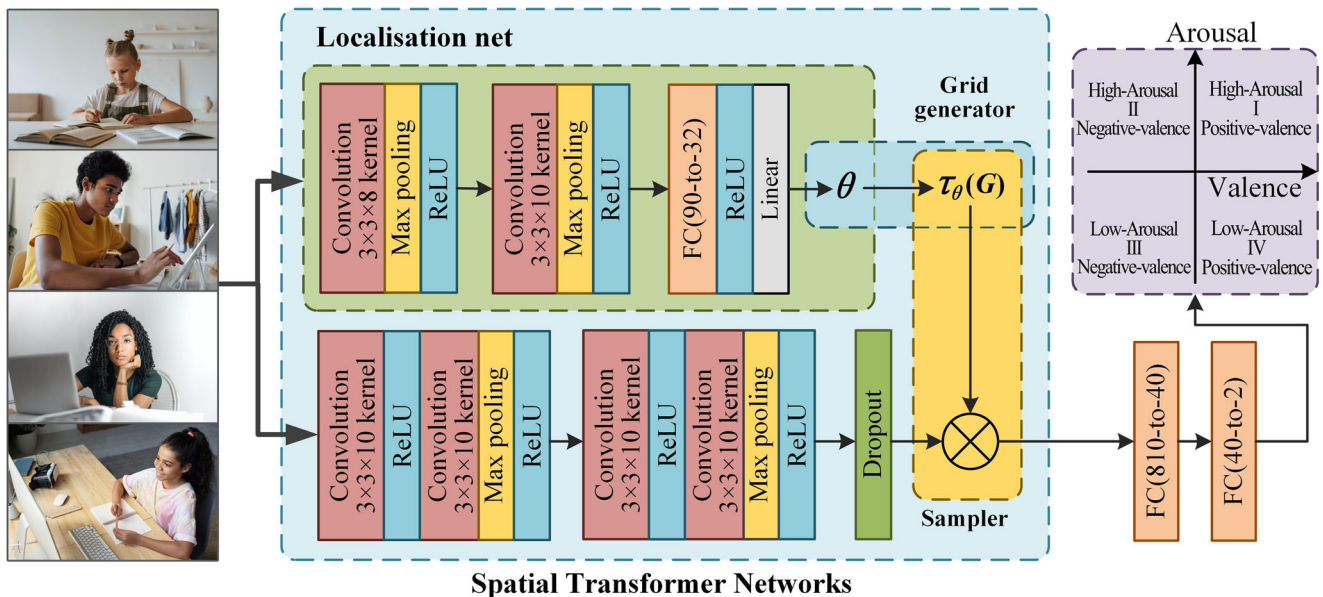 Localisation net
Convolution
3×3×8 kernel
Max pooling
ReLU
Convolution
3×3×10 kernel
Max pooling
ReLU
FC(90-to-32)
ReLU
Linear
θ
Grid
generator
τθ(G)
Convolution
3×3×10 kernel
ReLU
Convolution
3×3×10 kernel
Max pooling
ReLU
Convolution
3×3×10 kernel
ReLU
Convolution
3×3×10 kernel
Max pooling
ReLU
Dropout
Sampler
Spatial Transformer Networks
FC(810-to-40)
FC(40-to-2)
Arousal
High-Arousal
II
Negative-valence
High-Arousal
I
Positive-valence
Valence
Low-Arousal
III
Negative-valence
Low-Arousal
IV
Positive-valence